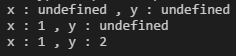 x : undefined , y : undefined
x : 1 , y : undefined
x : 1 , y : 2